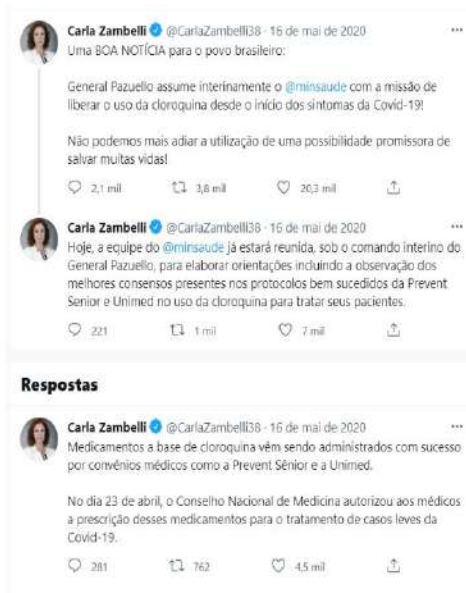 Carla Zambelli @CarlaZambelli38 · 16 de mai de 2020 ...
Uma BOA NOTÍCIA para o povo brasileiro:
General Pazuello assume interinamente o @minsaude com a missão de
liberar o uso da cloroquina desde o início dos sintomas da Covid-19!
Não podemos mais adiar a utilização de uma possibilidade promissora de
salvar muitas vidas!
2,1 mil 3,8 mil 20,3 mil
Carla Zambelli @CarlaZambelli38 · 16 de mai de 2020 ...
Hoje, a equipe do @minsaude já estará reunida, sob o comando interino do
General Pazuello, para elaborar orientações incluindo a observação dos
melhores consensos presentes nos protocolos bem sucedidos da Prevent
Senior e Unimed no uso da cloroquina para tratar seus pacientes.
221 1 mil 7 mil
Respostas
Carla Zambelli @CarlaZambelli38 · 16 de mai de 2020 ...
Medicamentos a base de cloroquina vêm sendo administrados com sucesso
por convênios médicos como a Prevent Sênior e a Unimed.
No dia 23 de abril, o Conselho Nacional de Medicina autorizou aos médicos
a prescrição desses medicamentos para o tratamento de casos leves da
Covid-19.
281 762 4,5 mil